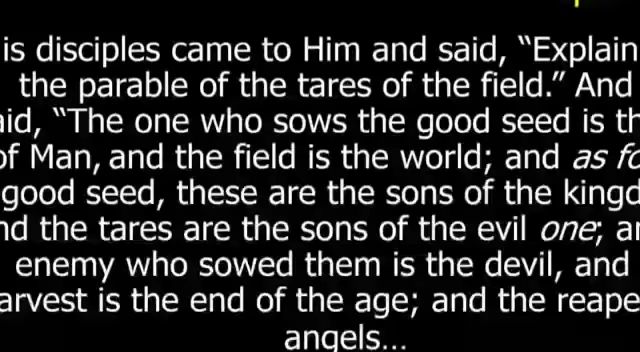 is disciples came to Him and said, “Explain
the parable of the tares of the field.” And
aid, “The one who sows the good seed is th
of Man, and the field is the world; and as fo
good seed, these are the sons of the kingd
nd the tares are the sons of the evil one; an
enemy who sowed them is the devil, and
arvest is the end of the age; and the reape
angels...